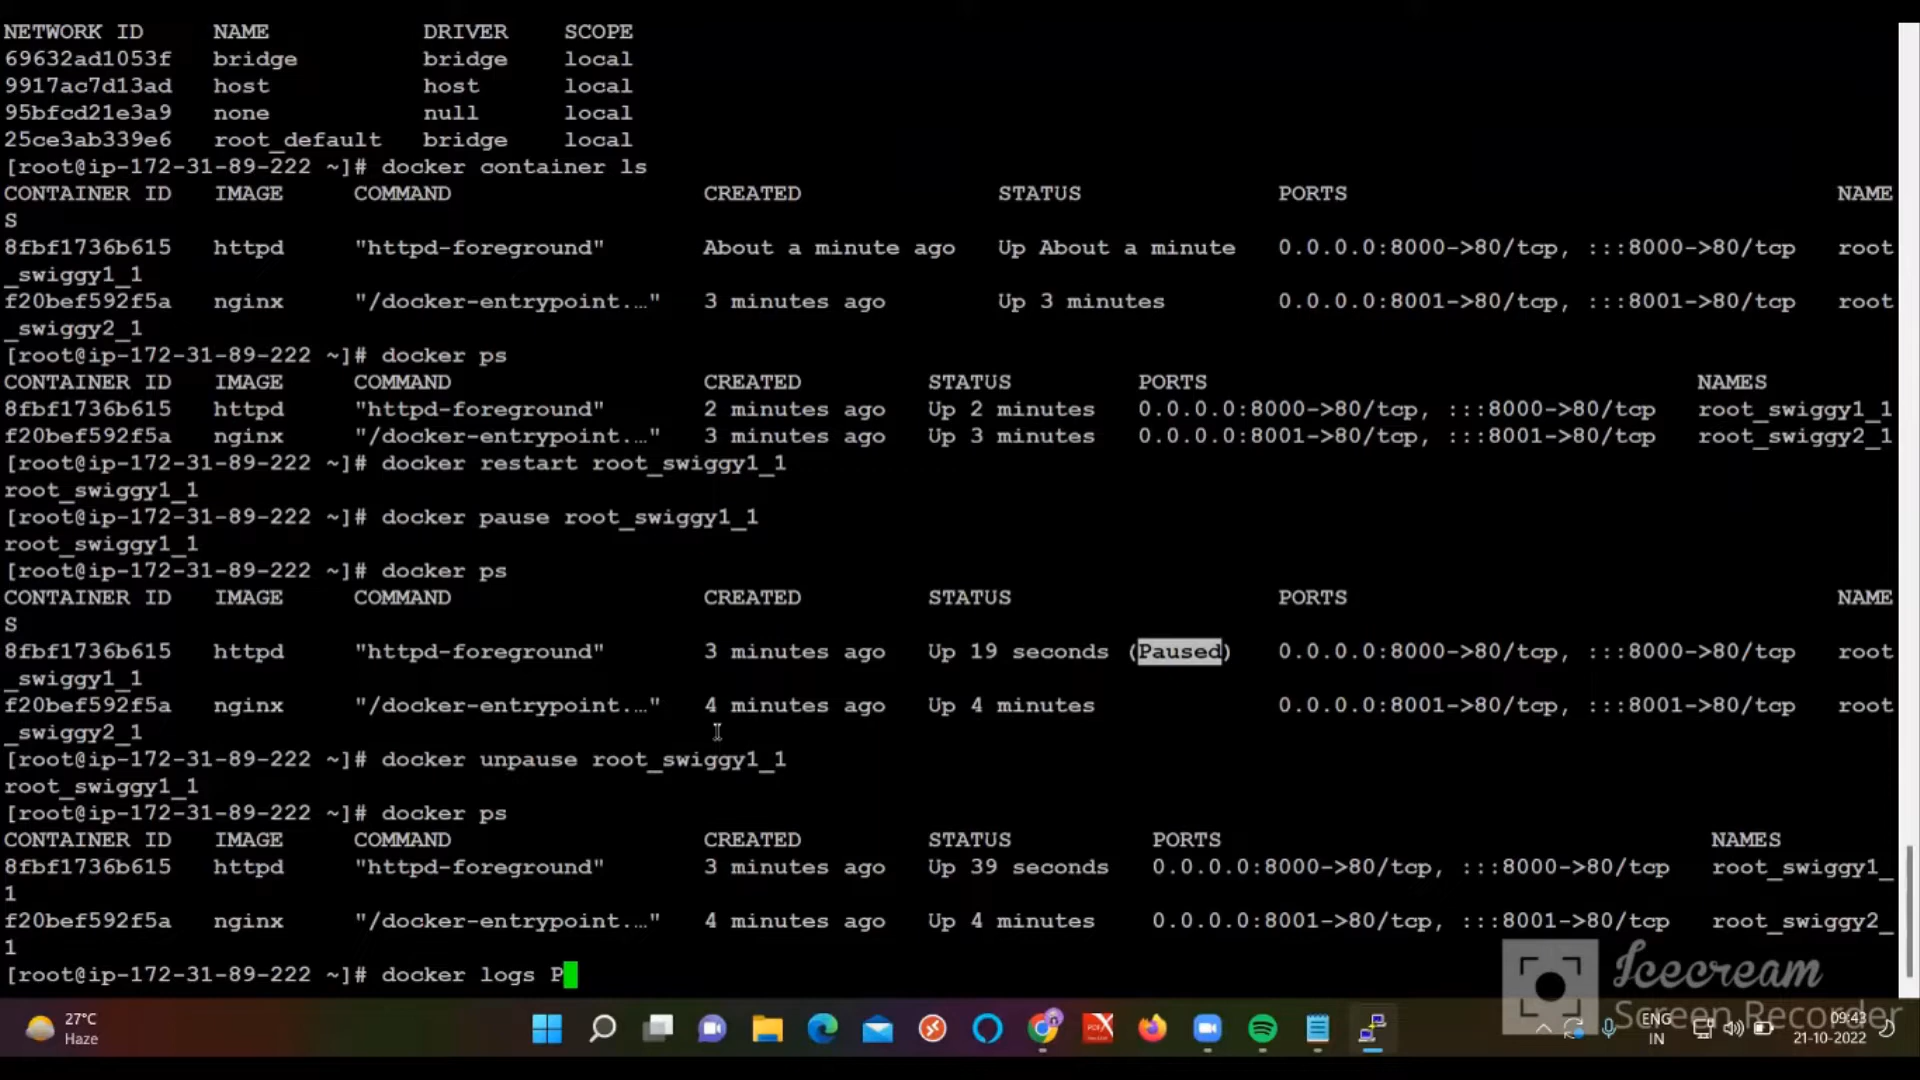 NETWORK ID NAME DRIVER SCOPE
69632ad1053f bridge bridge local
9917ac7d13ad host host local
95bfcd21e3a9 none null local
25ce3ab339e6 root_default bridge local
[root@ip-172-31-89-222 ~]# docker container ls
CONTAINER ID IMAGE COMMAND CREATED STATUS PORTS NAME
S
8fbf1736b615 httpd "httpd-foreground" About a minute ago Up About a minute 0.0.0.0:8000->80/tcp, :::8000->80/tcp root
_swiggy1_1
f20bef592f5a nginx "/docker-entrypoint.…" 3 minutes ago Up 3 minutes 0.0.0.0:8001->80/tcp, :::8001->80/tcp root
_swiggy2_1
[root@ip-172-31-89-222 ~]# docker ps
CONTAINER ID IMAGE COMMAND CREATED STATUS PORTS NAMES
8fbf1736b615 httpd "httpd-foreground" 2 minutes ago Up 2 minutes 0.0.0.0:8000->80/tcp, :::8000->80/tcp root_swiggy1_1
f20bef592f5a nginx "/docker-entrypoint.…" 3 minutes ago Up 3 minutes 0.0.0.0:8001->80/tcp, :::8001->80/tcp root_swiggy2_1
[root@ip-172-31-89-222 ~]# docker restart root_swiggy1_1
root_swiggy1_1
[root@ip-172-31-89-222 ~]# docker pause root_swiggy1_1
root_swiggy1_1
[root@ip-172-31-89-222 ~]# docker ps
CONTAINER ID IMAGE COMMAND CREATED STATUS PORTS NAME
S
8fbf1736b615 httpd "httpd-foreground" 3 minutes ago Up 19 seconds (Paused) 0.0.0.0:8000->80/tcp, :::8000->80/tcp root
_swiggy1_1
f20bef592f5a nginx "/docker-entrypoint.…" 4 minutes ago Up 4 minutes 0.0.0.0:8001->80/tcp, :::8001->80/tcp root
_swiggy2_1
[root@ip-172-31-89-222 ~]# docker unpause root_swiggy1_1
root_swiggy1_1
[root@ip-172-31-89-222 ~]# docker ps
CONTAINER ID IMAGE COMMAND CREATED STATUS PORTS NAMES
8fbf1736b615 httpd "httpd-foreground" 3 minutes ago Up 39 seconds 0.0.0.0:8000->80/tcp, :::8000->80/tcp root_swiggy1_
1
f20bef592f5a nginx "/docker-entrypoint.…" 4 minutes ago Up 4 minutes 0.0.0.0:8001->80/tcp, :::8001->80/tcp root_swiggy2_
1
[root@ip-172-31-89-222 ~]# docker logs P
Icecream
Screen Recorder
27°C
Haze
ENG
IN
09:43
21-10-2022